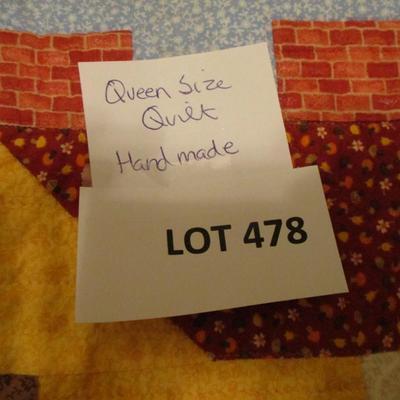 Queen Size
Quilt
Hand made
LOT 478